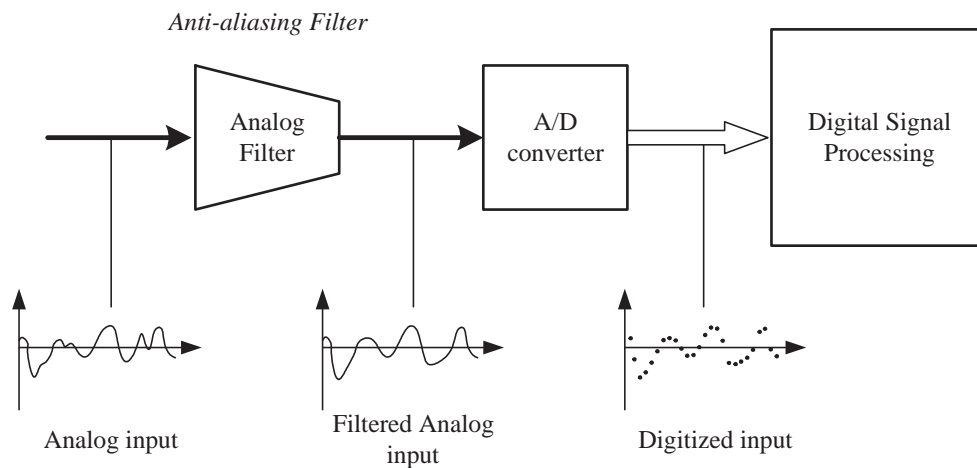 Anti-aliasing Filter
Analog
Filter
A/D
converter
Digital Signal
Processing
Analog input
Filtered Analog
input
Digitized input